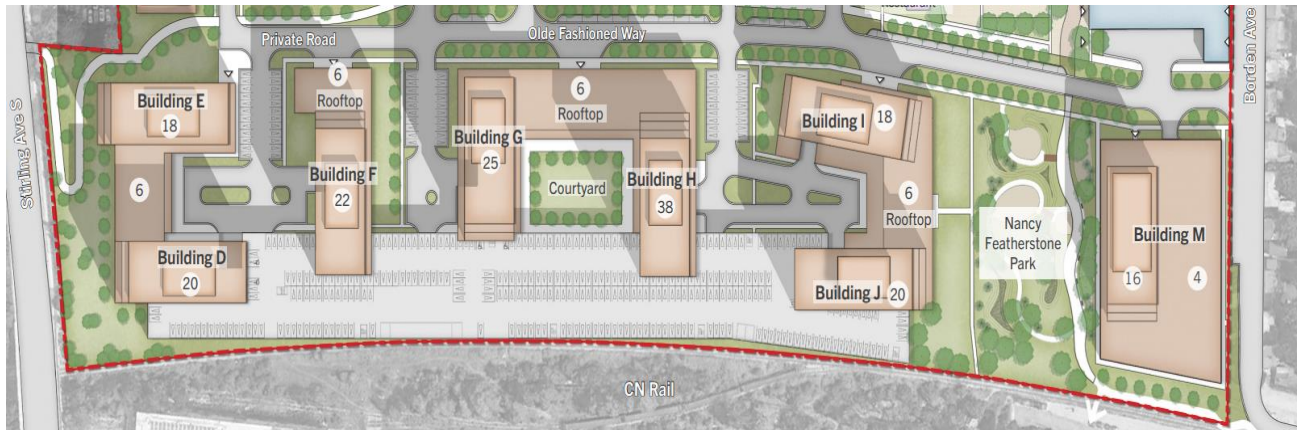 Restaurant
Private Road
Olde Fashioned Way
Borden Ave
Stirling Ave S
Building E
18
6
Rooftop
6
Rooftop
Building G
25
Building I
18
Building F
22
Courtyard
Building H
38
6
6
Rooftop
Nancy
Featherstone
Park
Building M
16
4
Building D
20
Building J
20
CN Rail